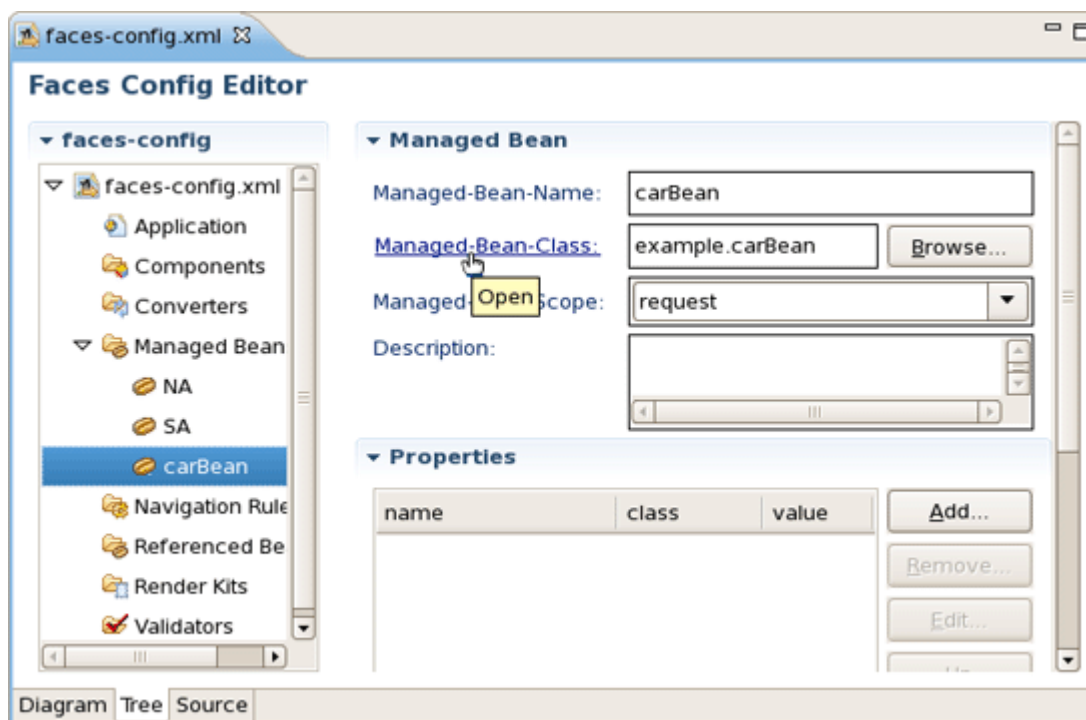 faces-config.xml
Faces Config Editor
faces-config
faces-config.xml
Application
Components
Converters
Managed Bean
NA
SA
carBean
Navigation Rule
Referenced Be
Render Kits
Validators
Managed Bean
Managed-Bean-Name: carBean
Managed-Bean-Class: example.carBean Browse...
Open
Managed- Scope: request
Description:
Properties
name class value
Add...
Remove...
Edit...
Diagram Tree Source